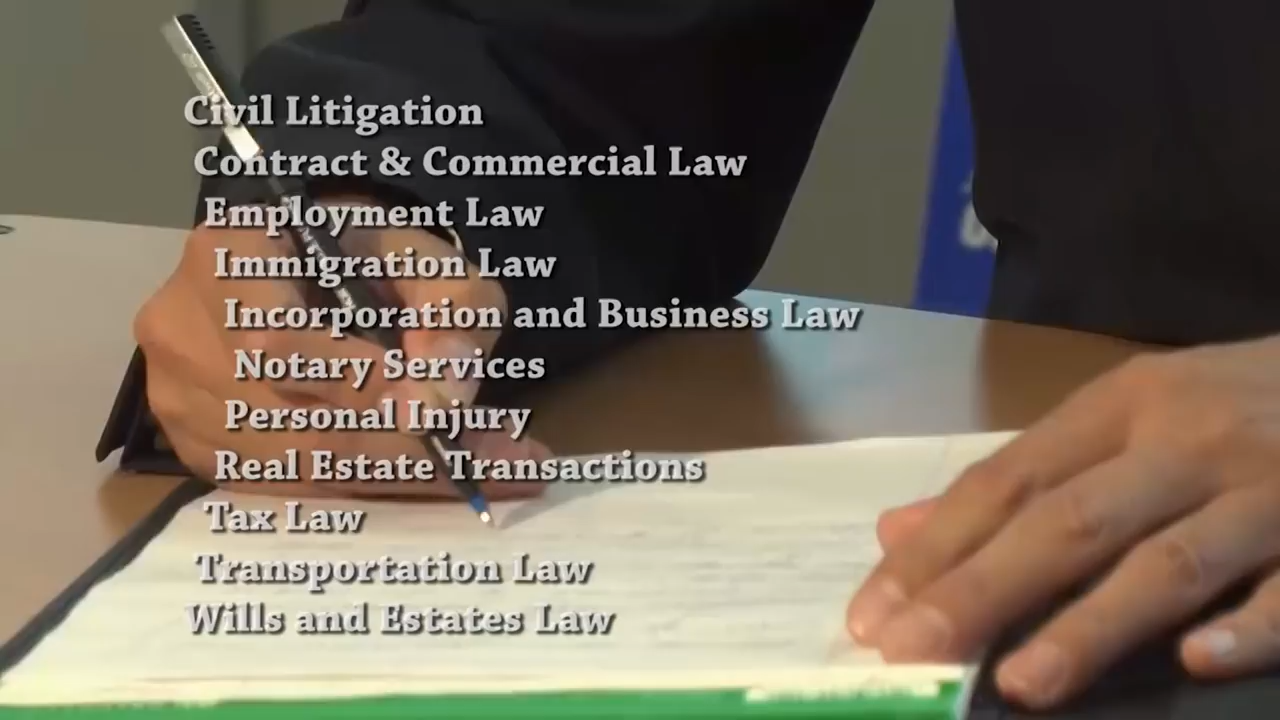 Civil Litigation
Contract & Commercial Law
Employment Law
Immigration Law
Incorporation and Business Law
Notary Services
Personal Injury
Real Estate Transactions
Tax Law
Transportation Law
Wills and Estates Law